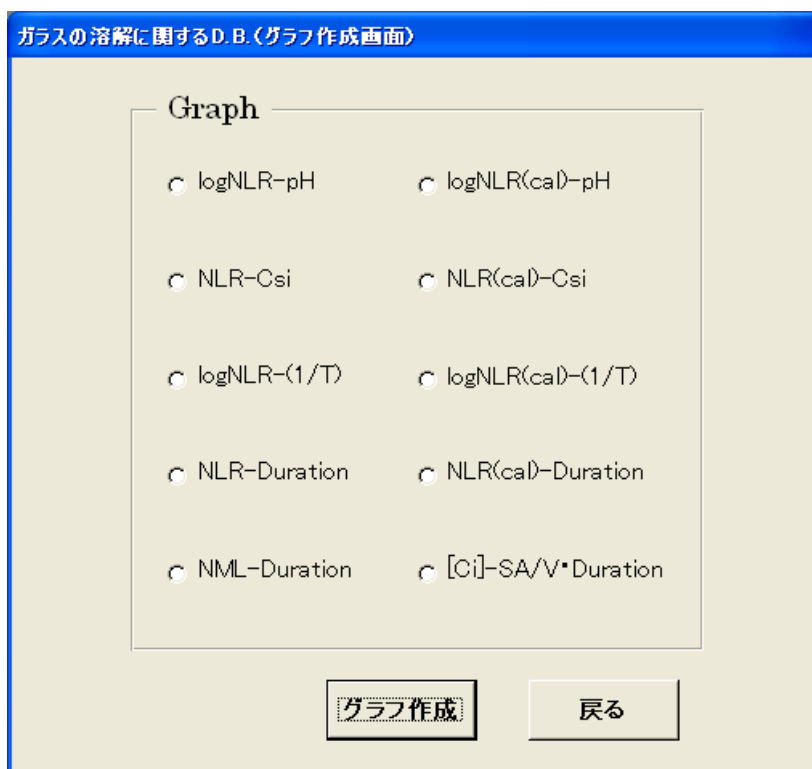 ガラスの溶解に関するD.B.(グラフ作成画面)
Graph
logNLR-pH
logNLR(cal)-pH
NLR-Csi
NLR(cal)-Csi
logNLR-(1/T)
logNLR(cal)-(1/T)
NLR-Duration
NLR(cal)-Duration
NML-Duration
[Ci]-SA/V・Duration
グラフ作成
戻る